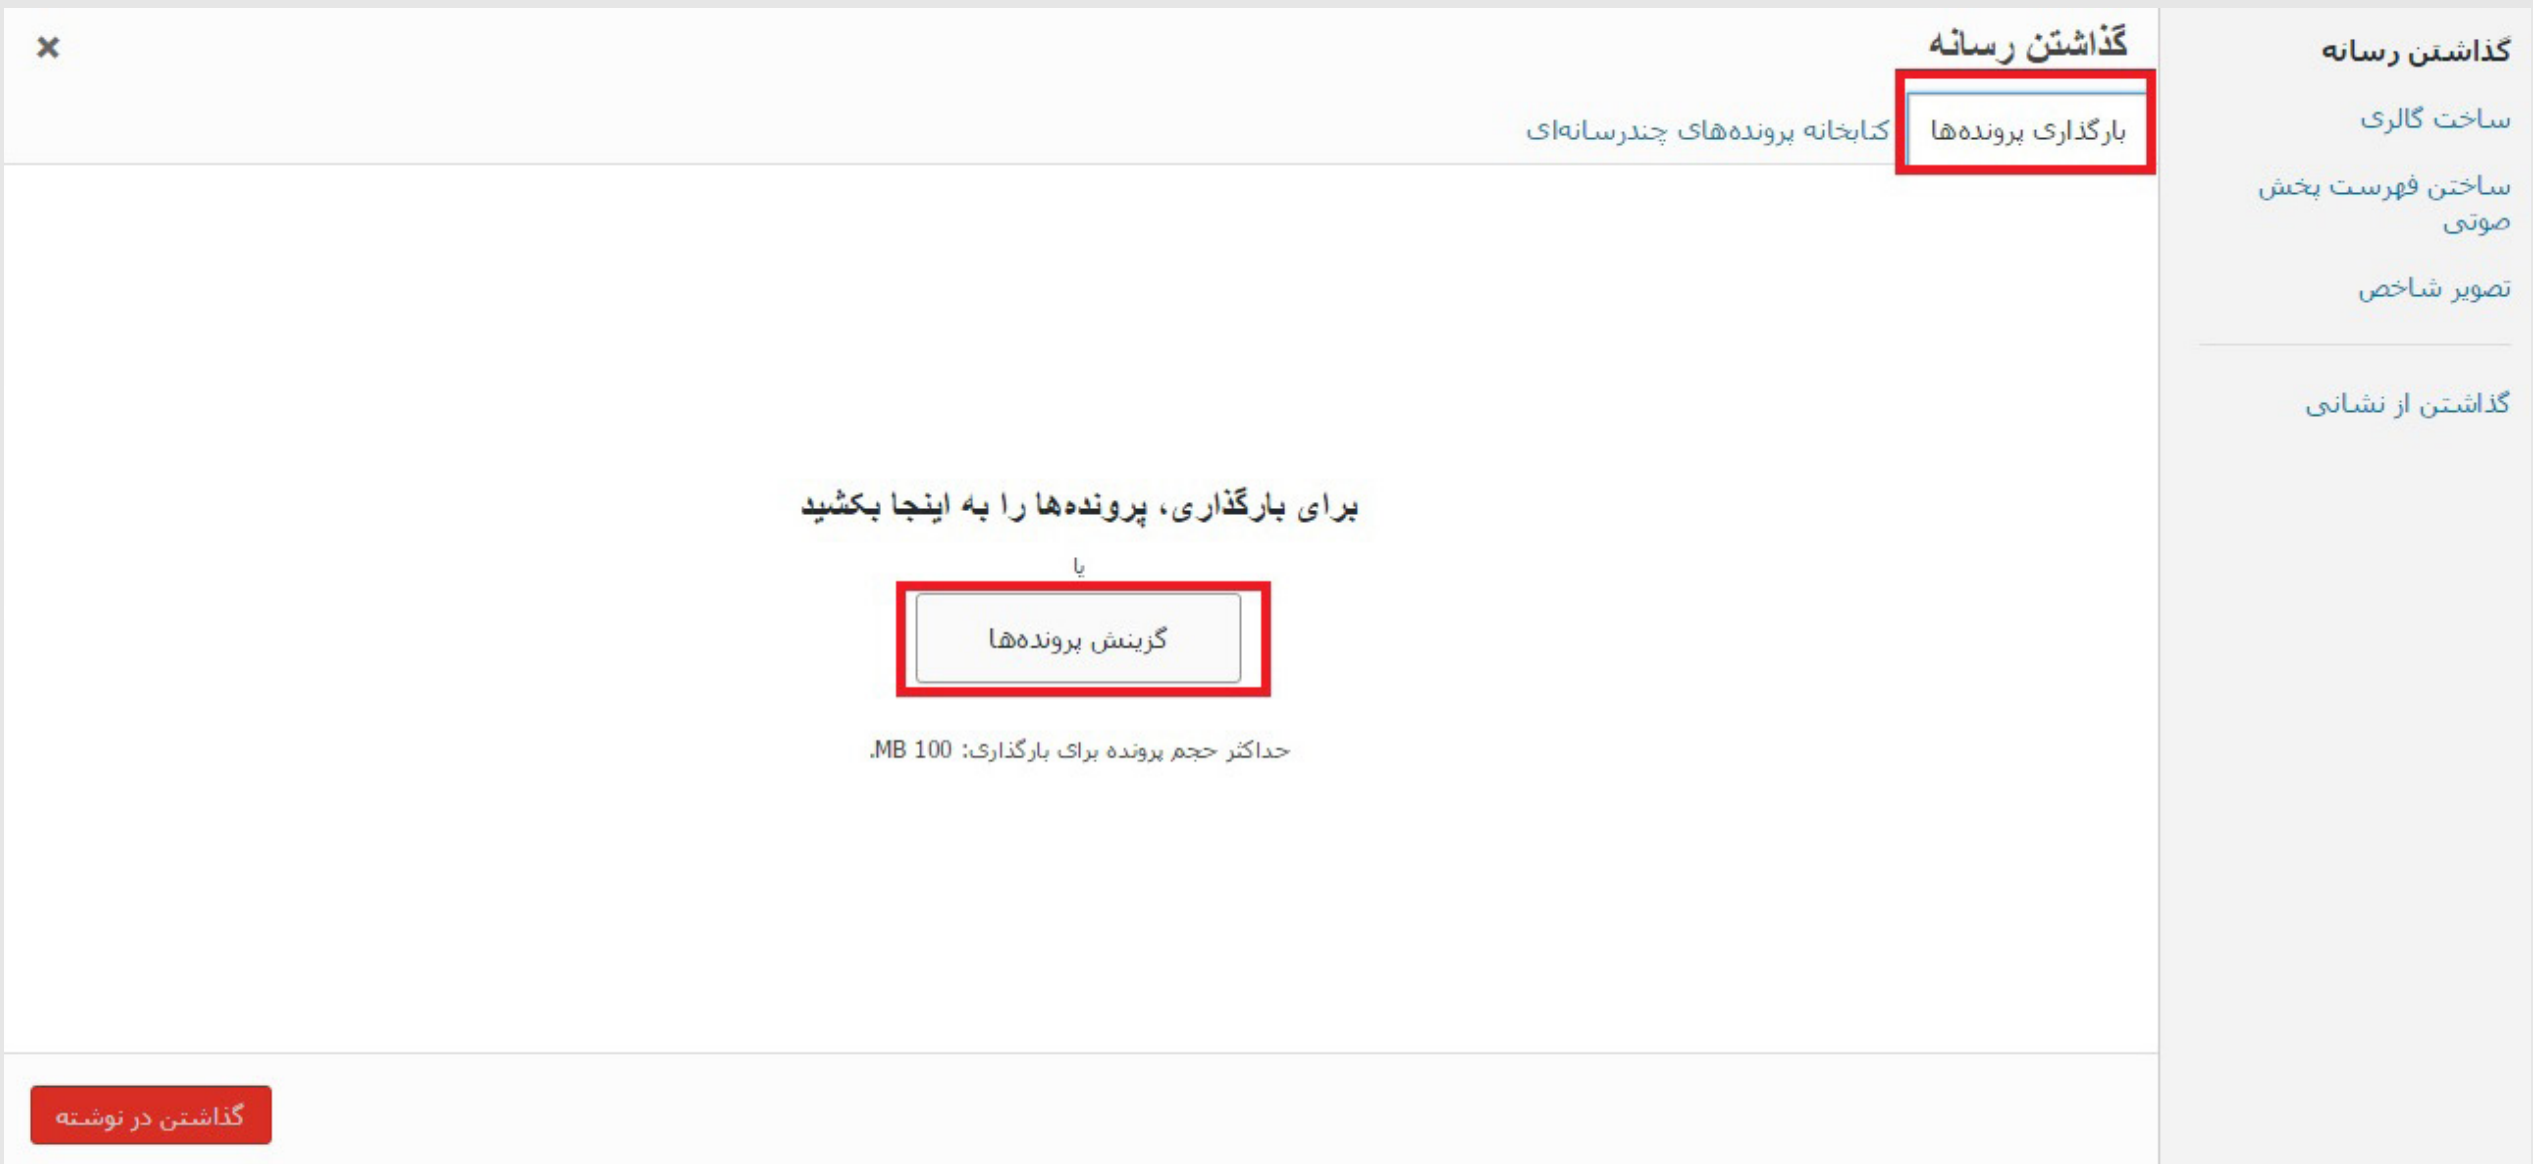 گذاشتن رسانه
ساخت گالری
ساختن فهرست پخش
صوتی
تصویر شاخص
گذاشتن از نشانی
گذاشتن رسانه
بارگذاری پرونده‌ها
کتابخانه پرونده‌های چندرسانه‌ای
برای بارگذاری، پرونده‌ها را به اینجا بکشید
یا
گزینش پرونده‌ها
حداکثر حجم پرونده برای بارگذاری: 100 MB.
گذاشتن در نوشته